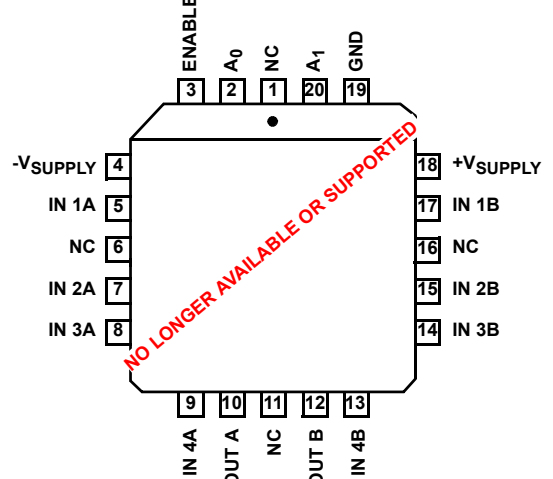 ENABLE
A0
NC
A1
GND
3
2
1
20
19
-VSUPPLY 4
18 +VSUPPLY
IN 1A 5
17 IN 1B
NC 6
16 NC
IN 2A 7
15 IN 2B
IN 3A 8
14 IN 3B
NO LONGER AVAILABLE OR SUPPORTED
9
10
11
12
13
IN 4A
OUT A
NC
OUT B
IN 4B